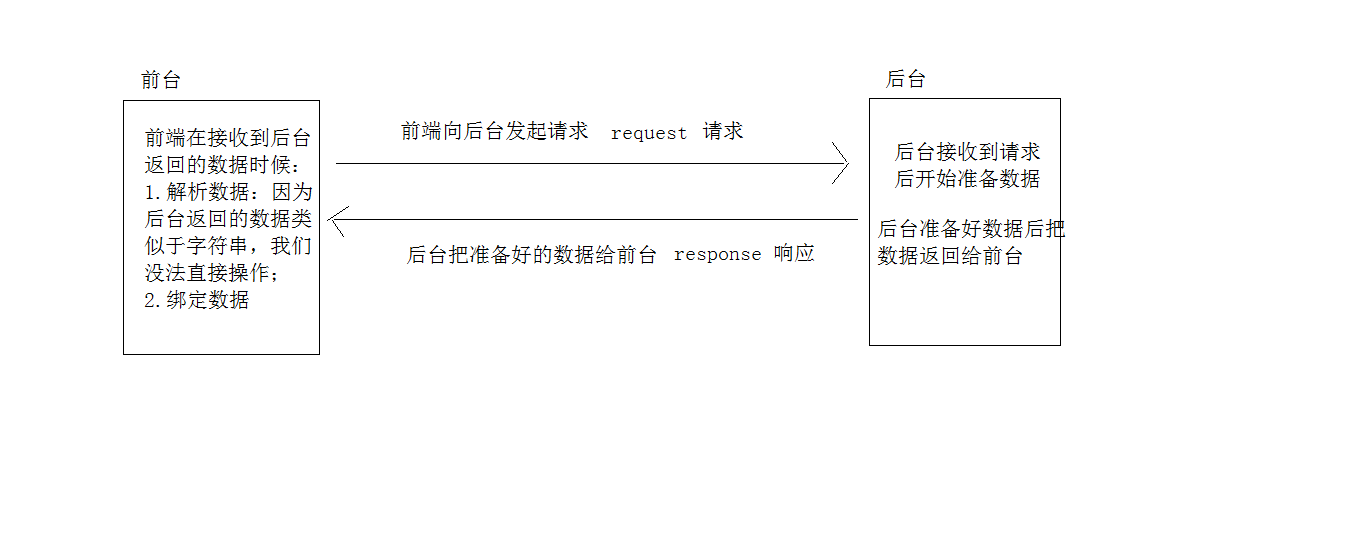 前台
前端在接收到后台
返回的数据时候：
1.解析数据：因为
后台返回的数据类
似于字符串，我们
没法直接操作；
2.绑定数据
前端向后台发起请求 request 请求
后台把准备好的数据给前台 response 响应
后台
后台接收到请求
后开始准备数据
后台准备好数据后把
数据返回给前台